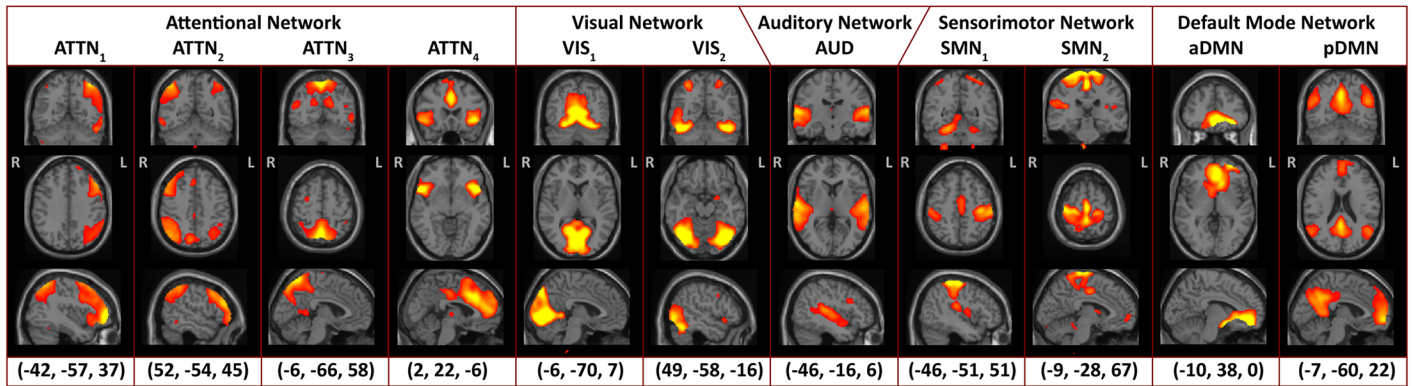 Attentional Network Visual Network Auditory Network Sensorimotor Network Default Mode Network
ATTN1 ATTN2 ATTN3 ATTN4 VIS1 VIS2 AUD SMN1 SMN2 aDMN pDMN
R L R L R L R L R L R L
(-42, -57, 37) (52, -54, 45) (-6, -66, 58) (2, 22, -6) (-6, -70, 7) (49, -58, -16) (-46, -16, 6) (-46, -51, 51) (-9, -28, 67) (-10, 38, 0) (-7, -60, 22)